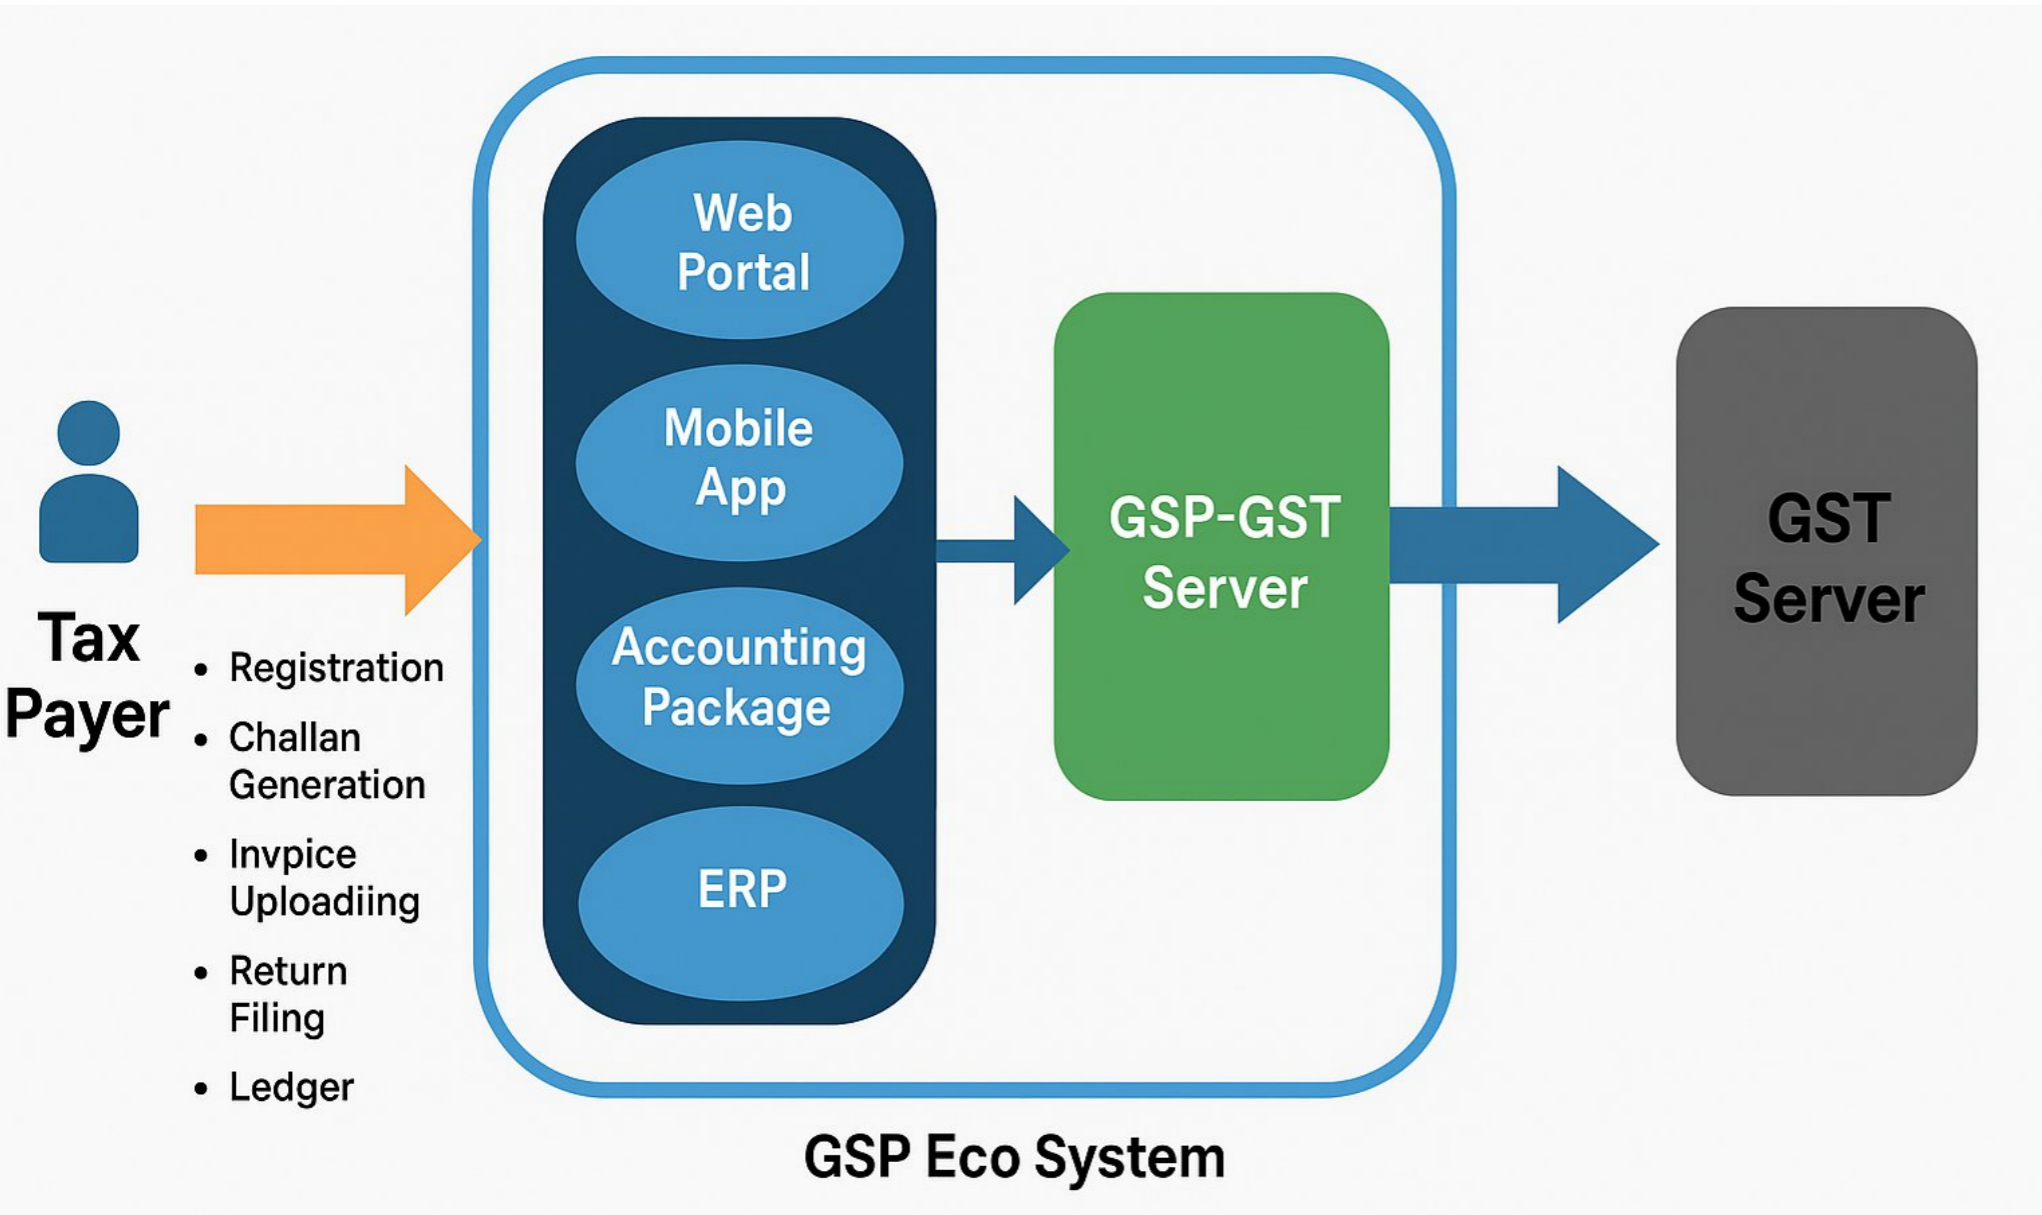 Tax
Payer
• Registration
• Challan
Generation
• Invpice
Uploadiing
• Return
Filing
• Ledger
Web
Portal
Mobile
App
Accounting
Package
ERP
GSP-GST
Server
GST
Server
GSP Eco System